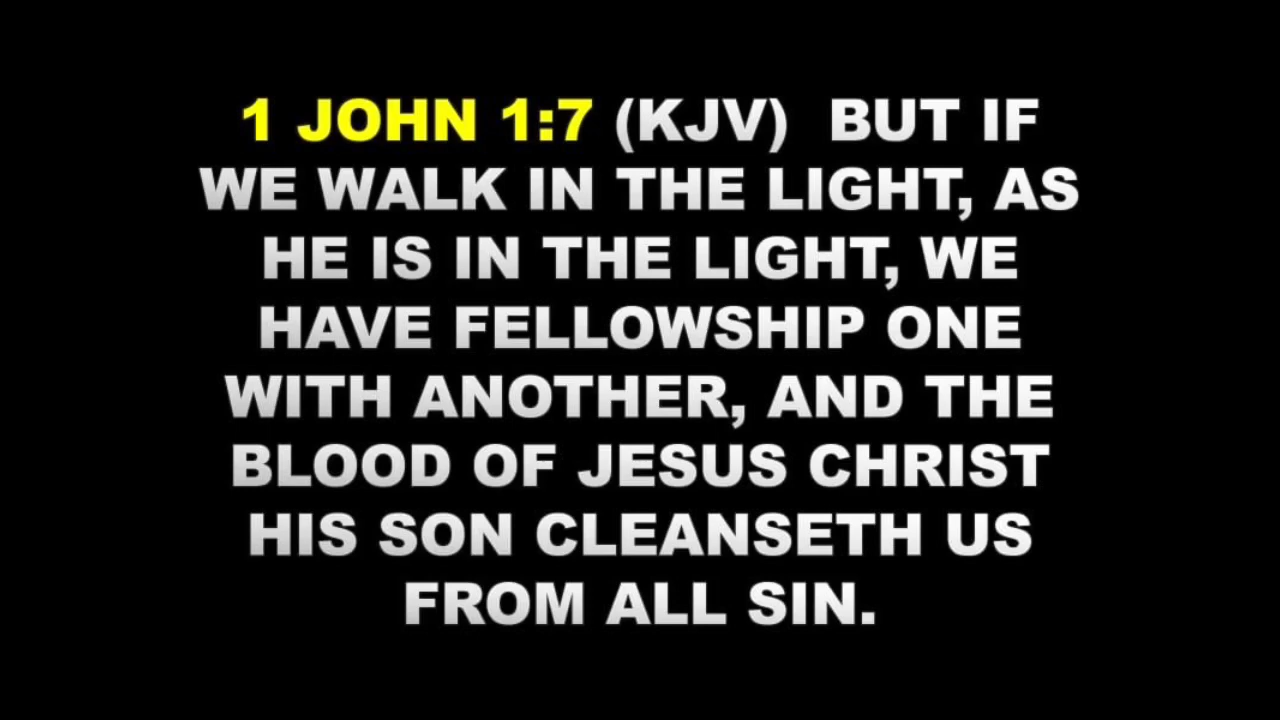 1 JOHN 1:7 (KJV)  BUT IF
WE WALK IN THE LIGHT, AS
HE IS IN THE LIGHT, WE
HAVE FELLOWSHIP ONE
WITH ANOTHER, AND THE
BLOOD OF JESUS CHRIST
HIS SON CLEANSETH US
FROM ALL SIN.